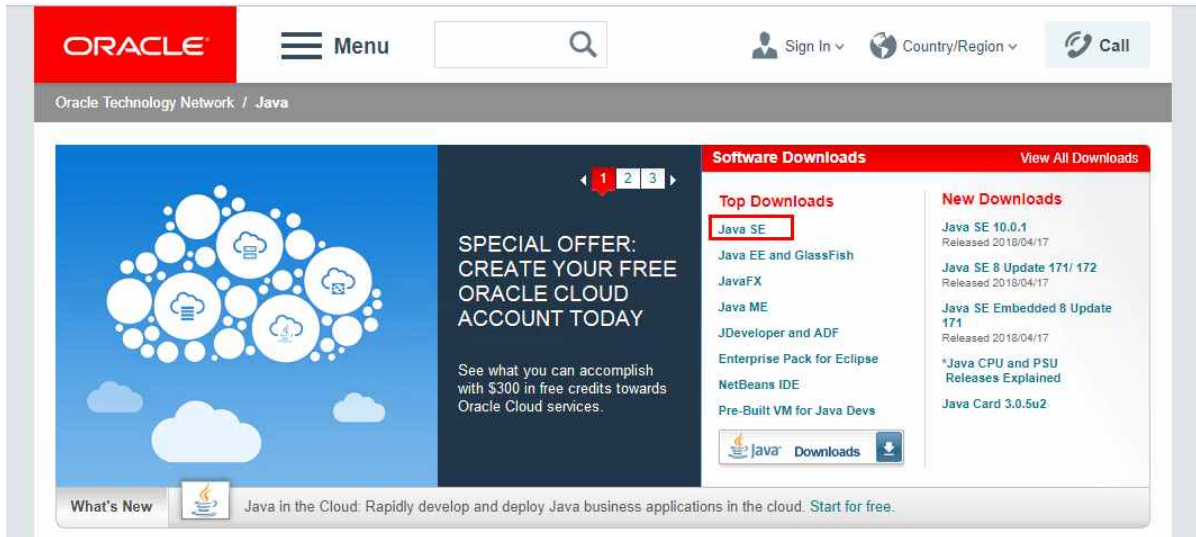 ORACLE
Menu
Sign In
Country/Region
Call
Oracle Technology Network / Java
1 2 3
SPECIAL OFFER:
CREATE YOUR FREE
ORACLE CLOUD
ACCOUNT TODAY
See what you can accomplish
with $300 in free credits towards
Oracle Cloud services.
Software Downloads
View All Downloads
Top Downloads
Java SE
Java EE and GlassFish
JavaFX
Java ME
JDeveloper and ADF
Enterprise Pack for Eclipse
NetBeans IDE
Pre-Built VM for Java Devs
Java Downloads
New Downloads
Java SE 10.0.1
Released 2018/04/17
Java SE 8 Update 171/ 172
Released 2018/04/17
Java SE Embedded 8 Update
171
Released 2018/04/17
*Java CPU and PSU
Releases Explained
Java Card 3.0.5u2
What's New
Java in the Cloud: Rapidly develop and deploy Java business applications in the cloud. Start for free.